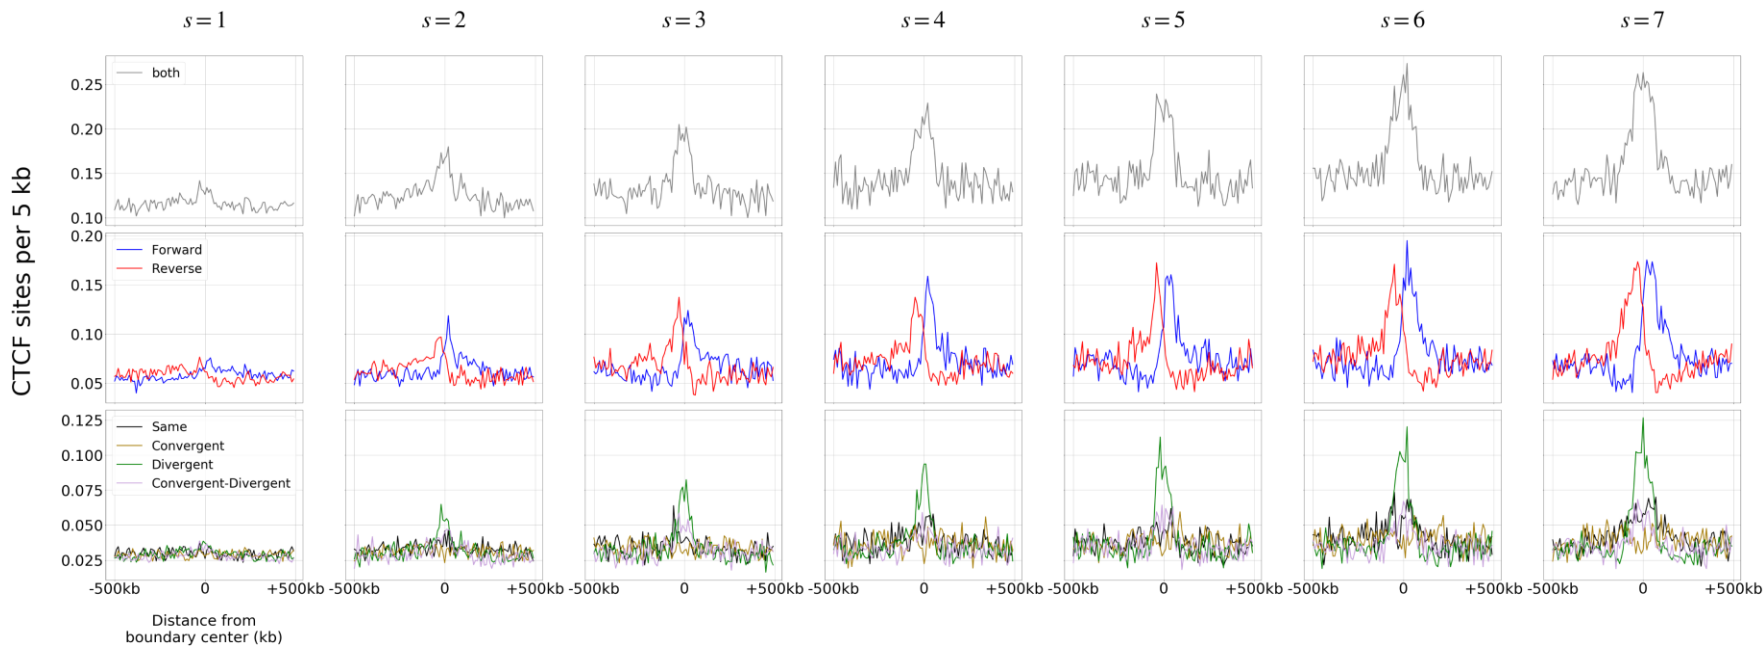 s = 1 s = 2 s = 3 s = 4 s = 5 s = 6 s = 7
CTCF sites per 5 kb
both
0.25
0.20
0.15
0.10
0.20
Forward
Reverse
0.15
0.10
0.05
0.125
Same
Convergent
0.100
Divergent
0.075
Convergent-Divergent
0.050
0.025
-500kb 0 +500kb -500kb 0 +500kb -500kb 0 +500kb -500kb 0 +500kb -500kb 0 +500kb -500kb 0 +500kb -500kb 0 +500kb
Distance from
boundary center (kb)